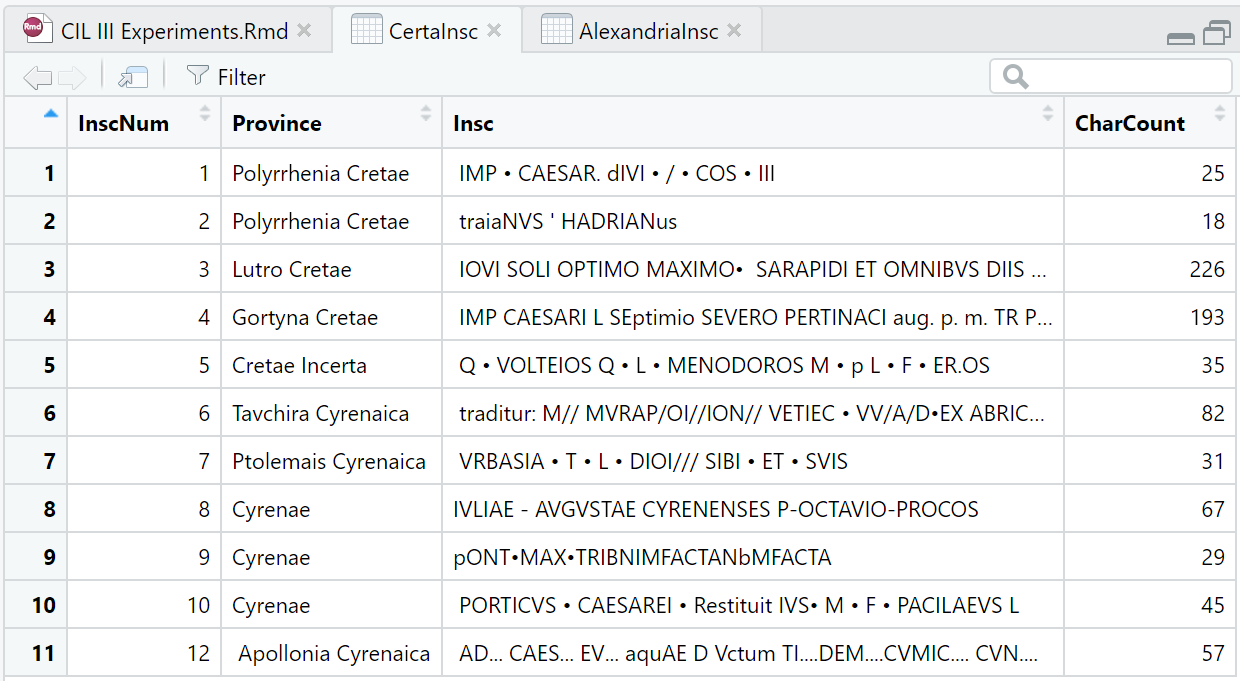 Rmd CIL III Experiments.Rmd CertaInsc AlexandriaInsc
Filter
InscNum Province Insc CharCount
1 1 Polyrrhenia Cretae IMP • CAESAR. dIVI • / • COS • III 25
2 2 Polyrrhenia Cretae traiaNVS ' HADRIANus 18
3 3 Lutro Cretae IOVI SOLI OPTIMO MAXIMO• SARAPIDI ET OMNIBVS DIIS ... 226
4 4 Gortyna Cretae IMP CAESARI L SEptimio SEVERO PERTINACI aug. p. m. TR P... 193
5 5 Cretae Incerta Q • VOLTEIOS Q • L • MENODOROS M • p L • F • ER.OS 35
6 6 Tavchira Cyrenaica traditur: M// MVRAP/OI//ION// VETIEC • VV/A/D•EX ABRIC... 82
7 7 Ptolemais Cyrenaica VRBASIA • T • L • DIOI/// SIBI • ET • SVIS 31
8 8 Cyrenae IVLIAE - AVGVSTAE CYRENENSES P-OCTAVIO-PROCOS 67
9 9 Cyrenae pONT•MAX•TRIBNIMFACTANbMFACTA 29
10 10 Cyrenae PORTICVS • CAESAREI • Restituit IVS• M • F • PACILAEVS L 45
11 12 Apollonia Cyrenaica AD... CAES... EV... aquAE D Vctum TI....DEM....CVMIC.... CVN.... 57